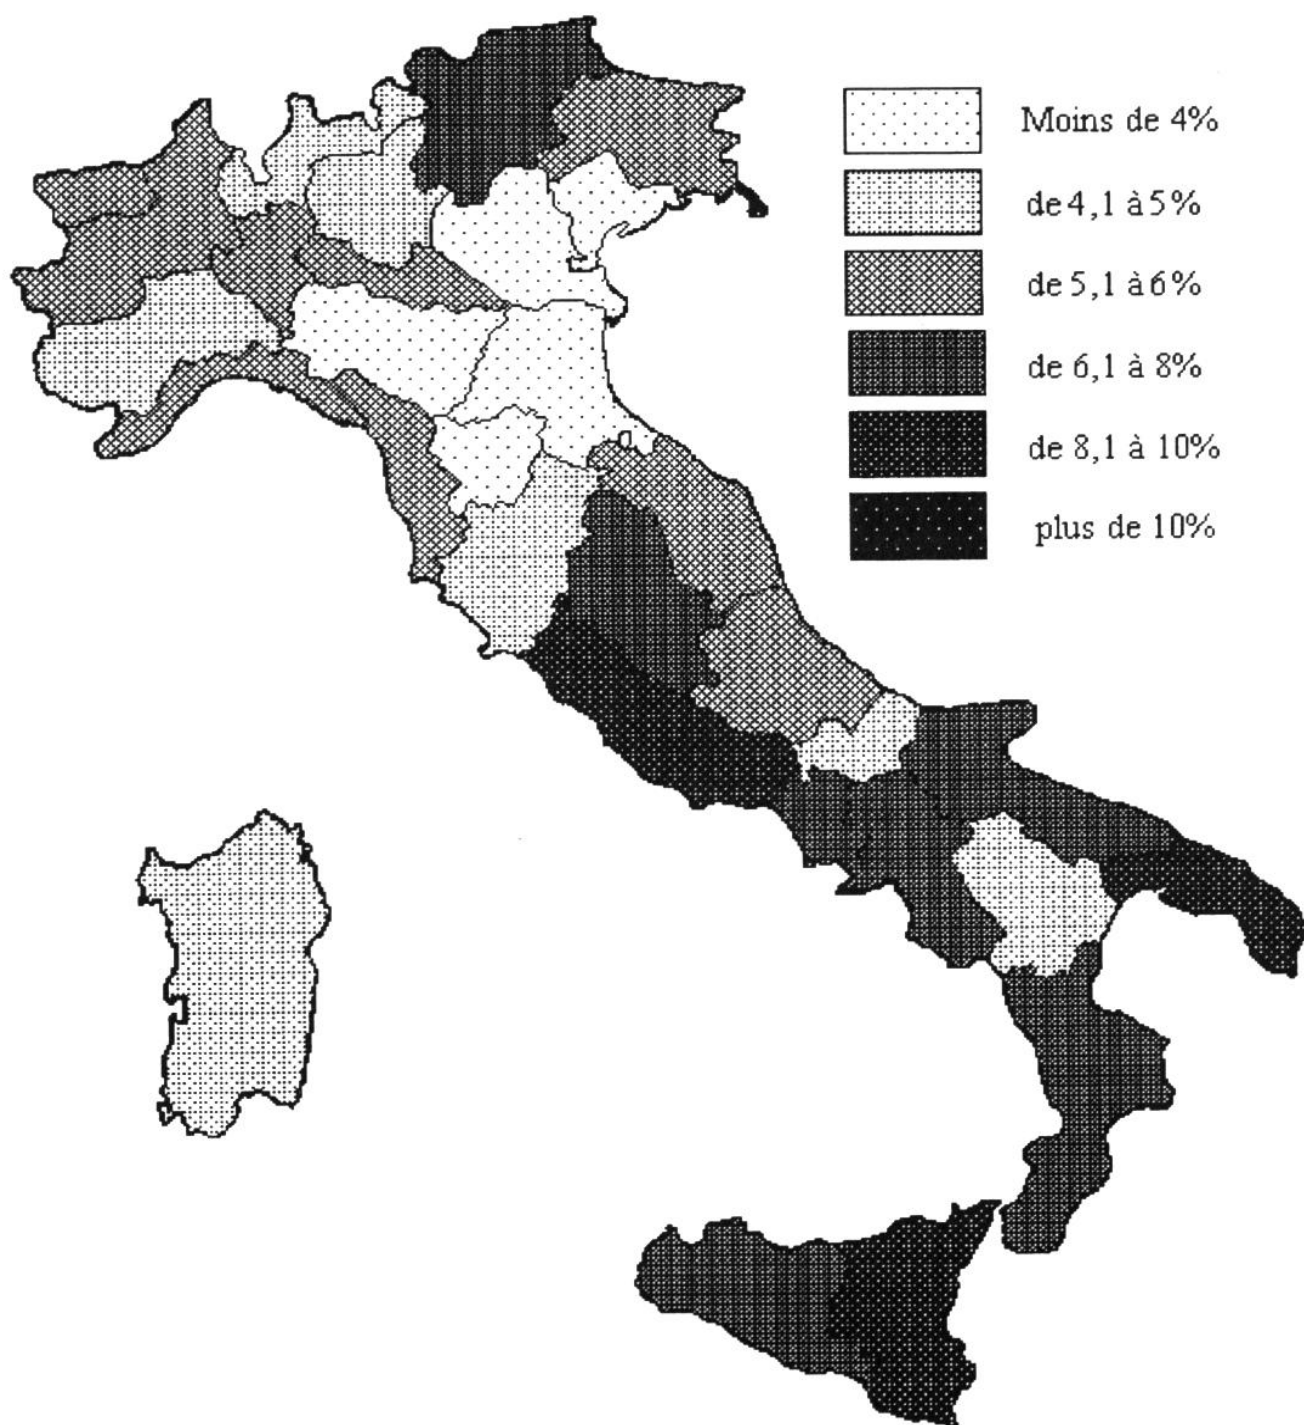 Moins de 4%
de 4,1 à 5%
de 5,1 à 6%
de 6,1 à 8%
de 8,1 à 10%
plus de 10%